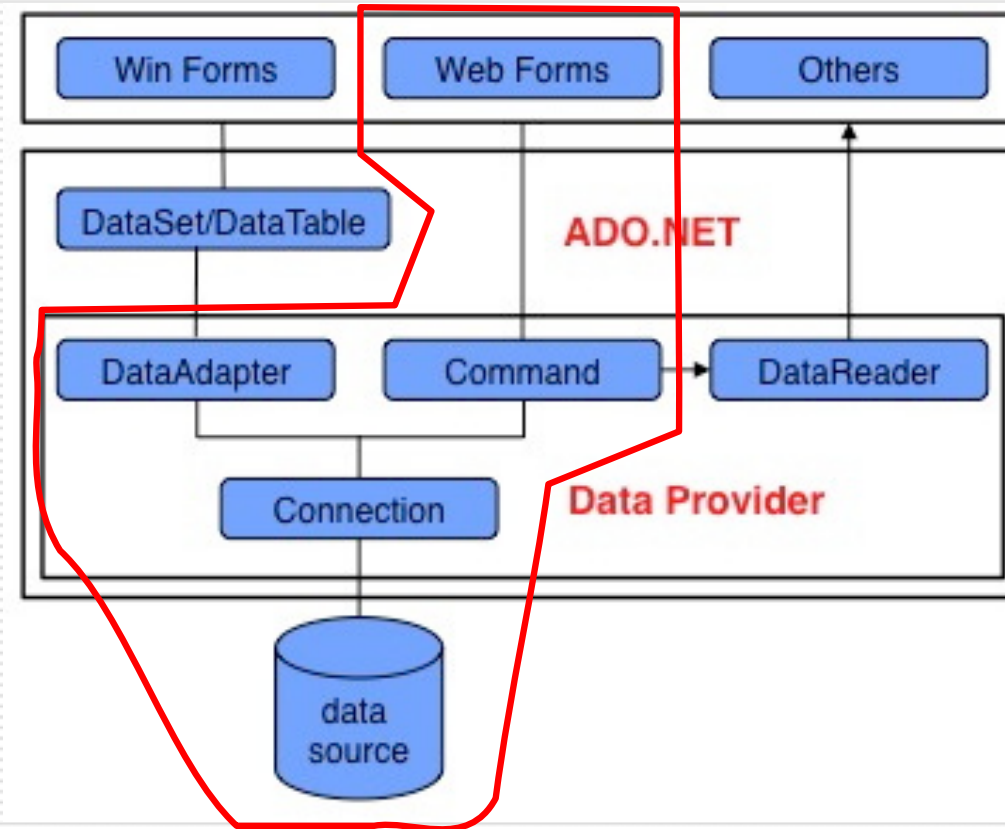 Win Forms
Web Forms
Others
DataSet/DataTable
ADO.NET
DataAdapter
Command
DataReader
Connection
Data Provider
data
source